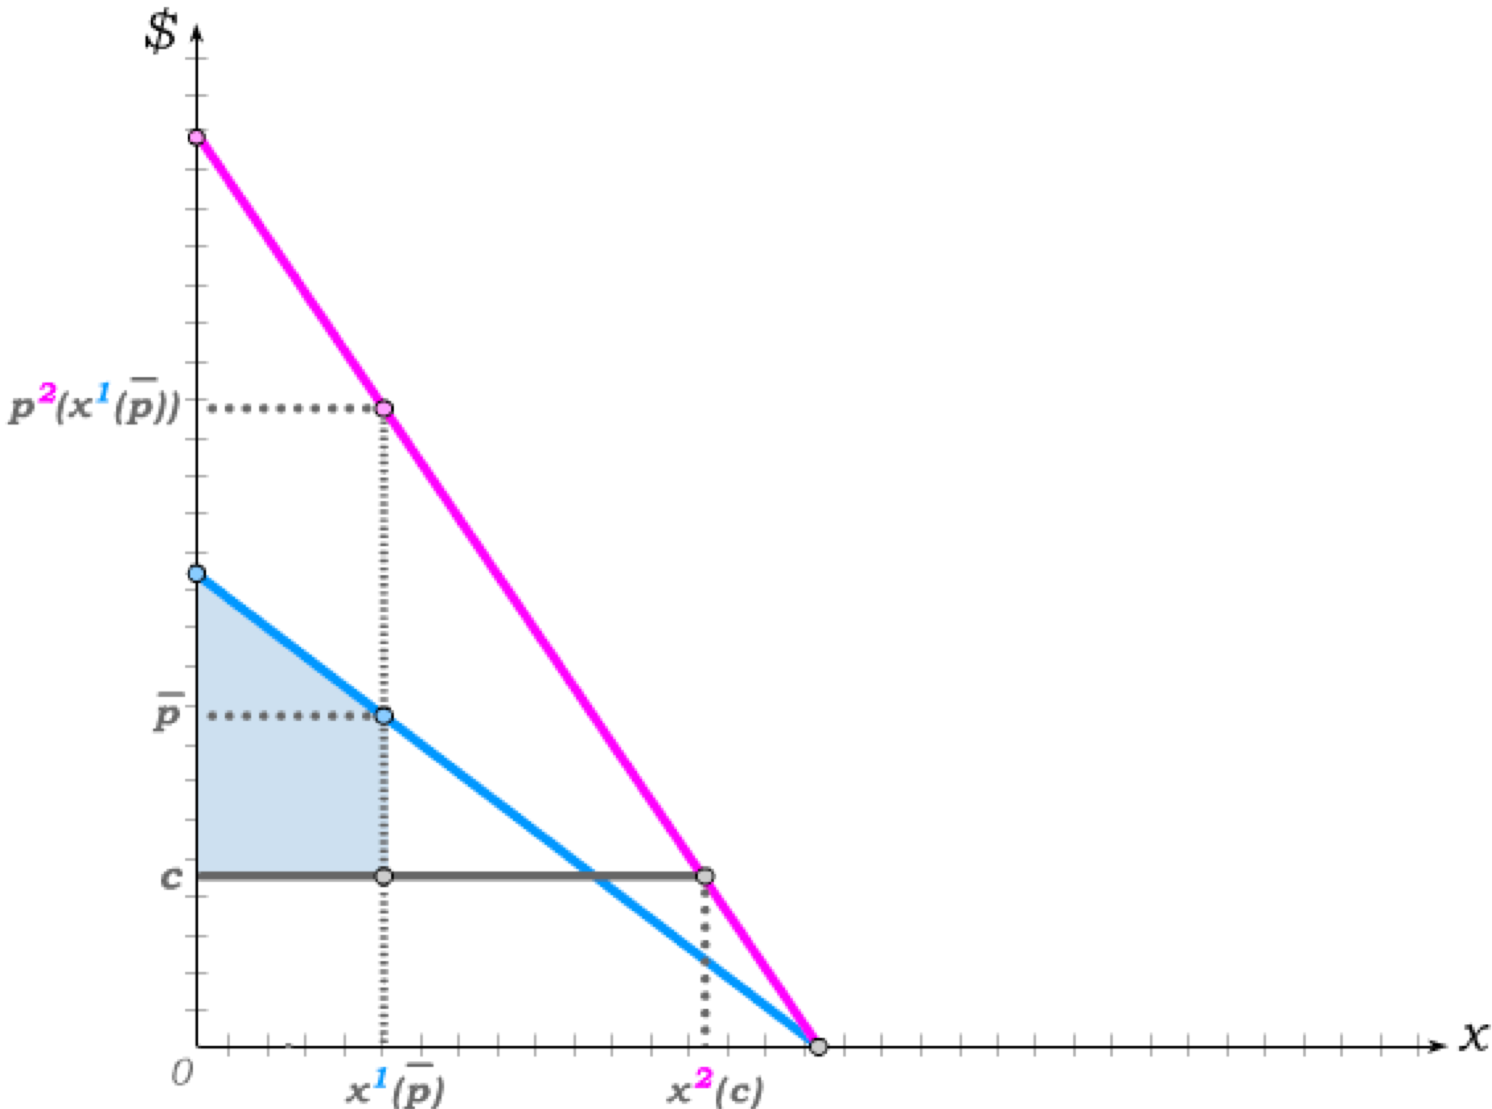 $
p²(x¹(p̅))
p̅
c
0
x¹(p̅)
x²(c)
x